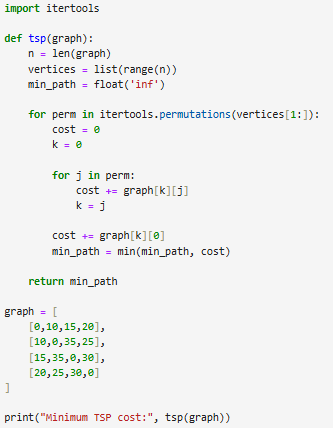 import itertools

def tsp(graph):
    n = len(graph)
    vertices = list(range(n))
    min_path = float('inf')

    for perm in itertools.permutations(vertices[1:]):
        cost = 0
        k = 0

        for j in perm:
            cost += graph[k][j]
            k = j

        cost += graph[k][0]
        min_path = min(min_path, cost)

    return min_path

graph = [
    [0,10,15,20],
    [10,0,35,25],
    [15,35,0,30],
    [20,25,30,0]
]

print("Minimum TSP cost:", tsp(graph))